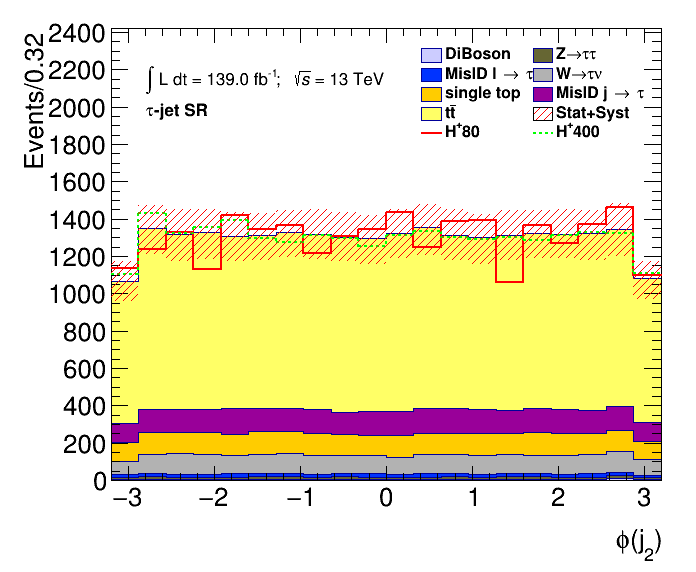 Events/0.32
2400
2200
2000
1800
1600
1400
1200
1000
800
600
400
200
0
∫ L dt = 139.0 fb⁻¹; √s = 13 TeV
τ-jet SR
DiBoson Z→ττ
MisID l → τ W→τν
single top MisID j → τ
tt̄ Stat+Syst
H⁺80 H⁺400
−3 −2 −1 0 1 2 3
ϕ(j₂)